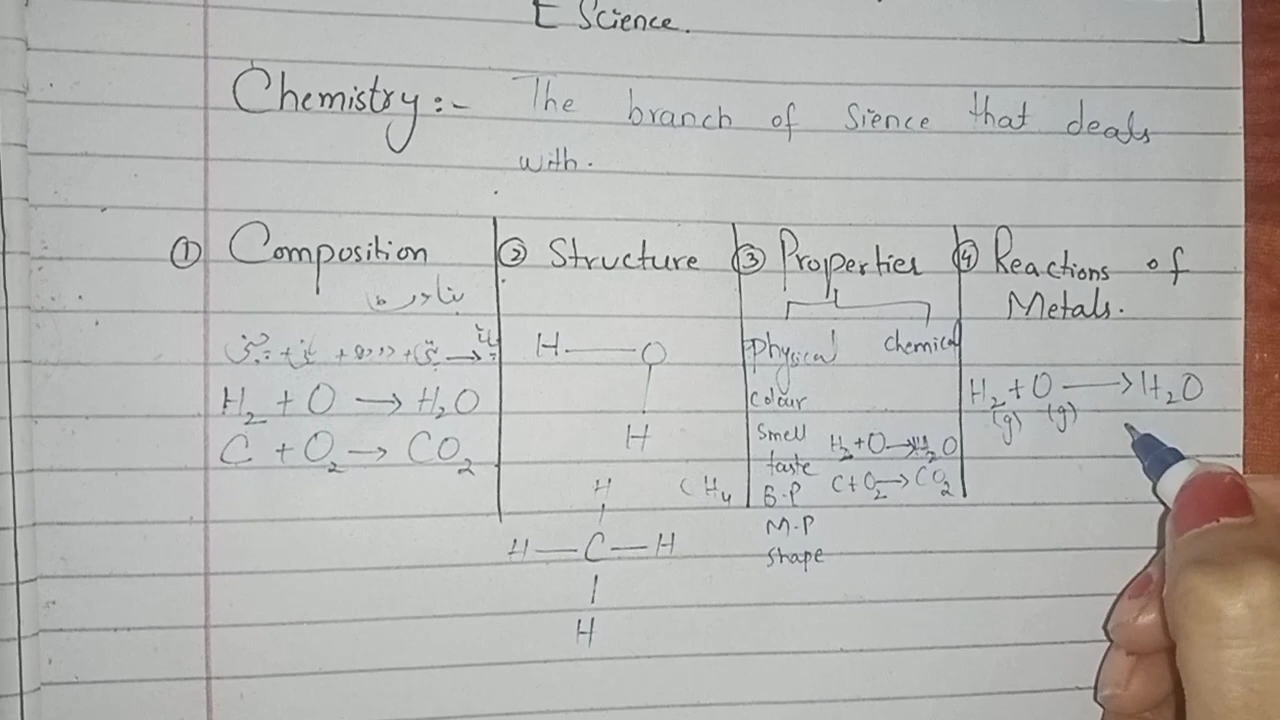 E Science.
Chemistry:- The branch of Sience that deals
with.
① Composition
بناوٹ
H₂ + O → H₂O
C + O₂ → CO₂
② Structure
H—O
H
CH₄
H
H—C—H
H
③ Properties
physical
colour
smell
taste
B.P
M.P
shape
chemical
H₂+O→H₂O
C+O₂→CO₂
④ Reactions of
Metals.
H₂+O→H₂O
(g) (g)